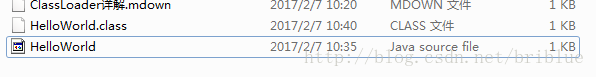 ClassLoader详解.mdown 2017/2/7 10:20 MDOWN 文件 1 KB
HelloWorld.class 2017/2/7 10:40 CLASS 文件 1 KB
HelloWorld 2017/2/7 10:35 Java source file 1 KB
http://blog.csdn.net/briblue